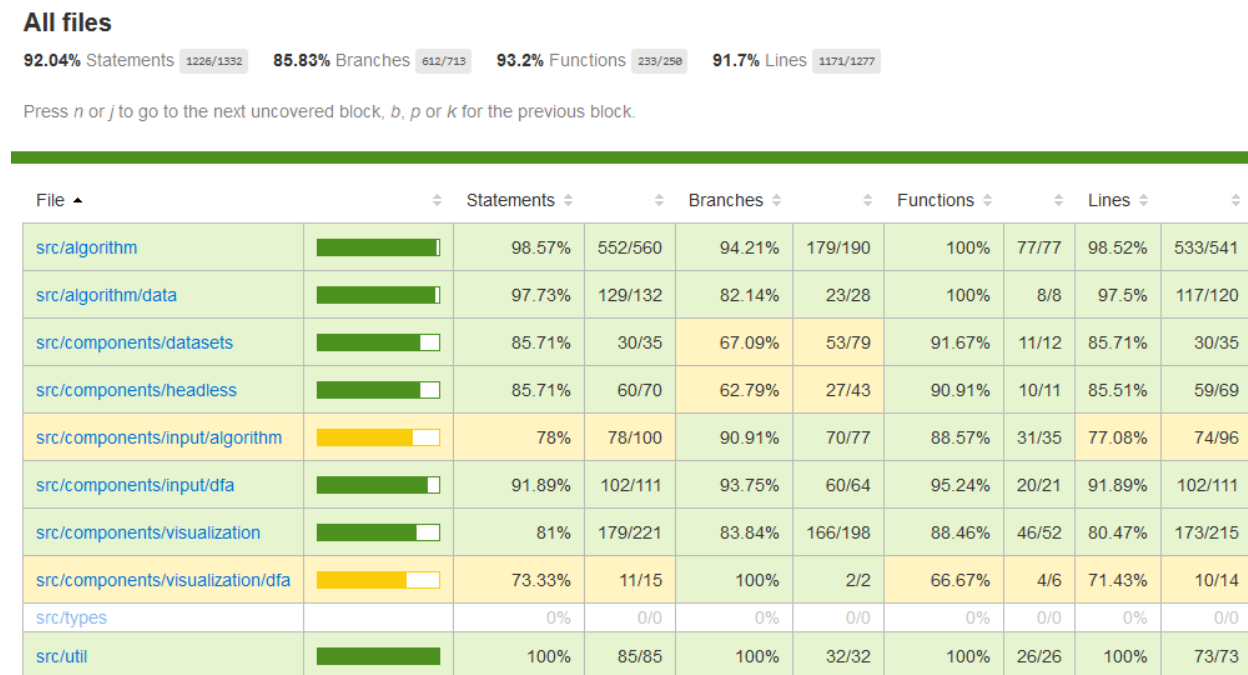 All files
92.04% Statements 1226/1332 85.83% Branches 612/713 93.2% Functions 233/250 91.7% Lines 1171/1277
Press n or j to go to the next uncovered block, b, p or k for the previous block.
File Statements Branches Functions Lines
src/algorithm 98.57% 552/560 94.21% 179/190 100% 77/77 98.52% 533/541
src/algorithm/data 97.73% 129/132 82.14% 23/28 100% 8/8 97.5% 117/120
src/components/datasets 85.71% 30/35 67.09% 53/79 91.67% 11/12 85.71% 30/35
src/components/headless 85.71% 60/70 62.79% 27/43 90.91% 10/11 85.51% 59/69
src/components/input/algorithm 78% 78/100 90.91% 70/77 88.57% 31/35 77.08% 74/96
src/components/input/dfa 91.89% 102/111 93.75% 60/64 95.24% 20/21 91.89% 102/111
src/components/visualization 81% 179/221 83.84% 166/198 88.46% 46/52 80.47% 173/215
src/components/visualization/dfa 73.33% 11/15 100% 2/2 66.67% 4/6 71.43% 10/14
src/types 0% 0/0 0% 0/0 0% 0/0 0% 0/0
src/util 100% 85/85 100% 32/32 100% 26/26 100% 73/73